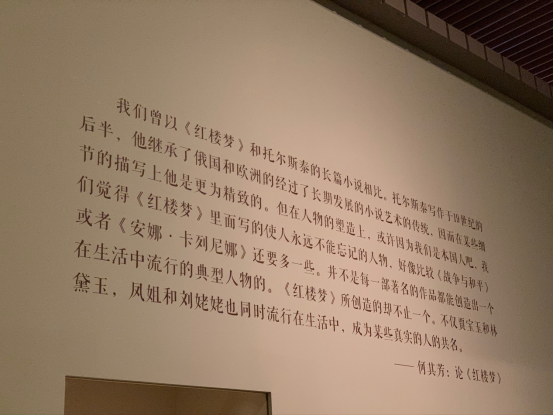 我们曾以《红楼梦》和托尔斯泰的长篇小说相比。托尔斯泰写作于19世纪的
后半、他继承了俄国和欧洲的经过了长期发展的小说艺术的传统，因而在某些细
节的描写上他是更为精致的。但在人物的塑造上，或许因为我们是本国人吧，我
们觉得《红楼梦》里面写的使人永远不能忘记的人物、好像比较《战争与和平》
或者《安娜·卡列尼娜》还要多一些。并不是每一部著名的作品都能创造出一个
在生活中流行的典型人物的。《红楼梦》所创造的却不止一个。不仅贾宝玉和林
黛玉，凤姐和刘姥姥也同时流行在生活中，成为某些真实的人的共名。
——何其芳：论《红楼梦》